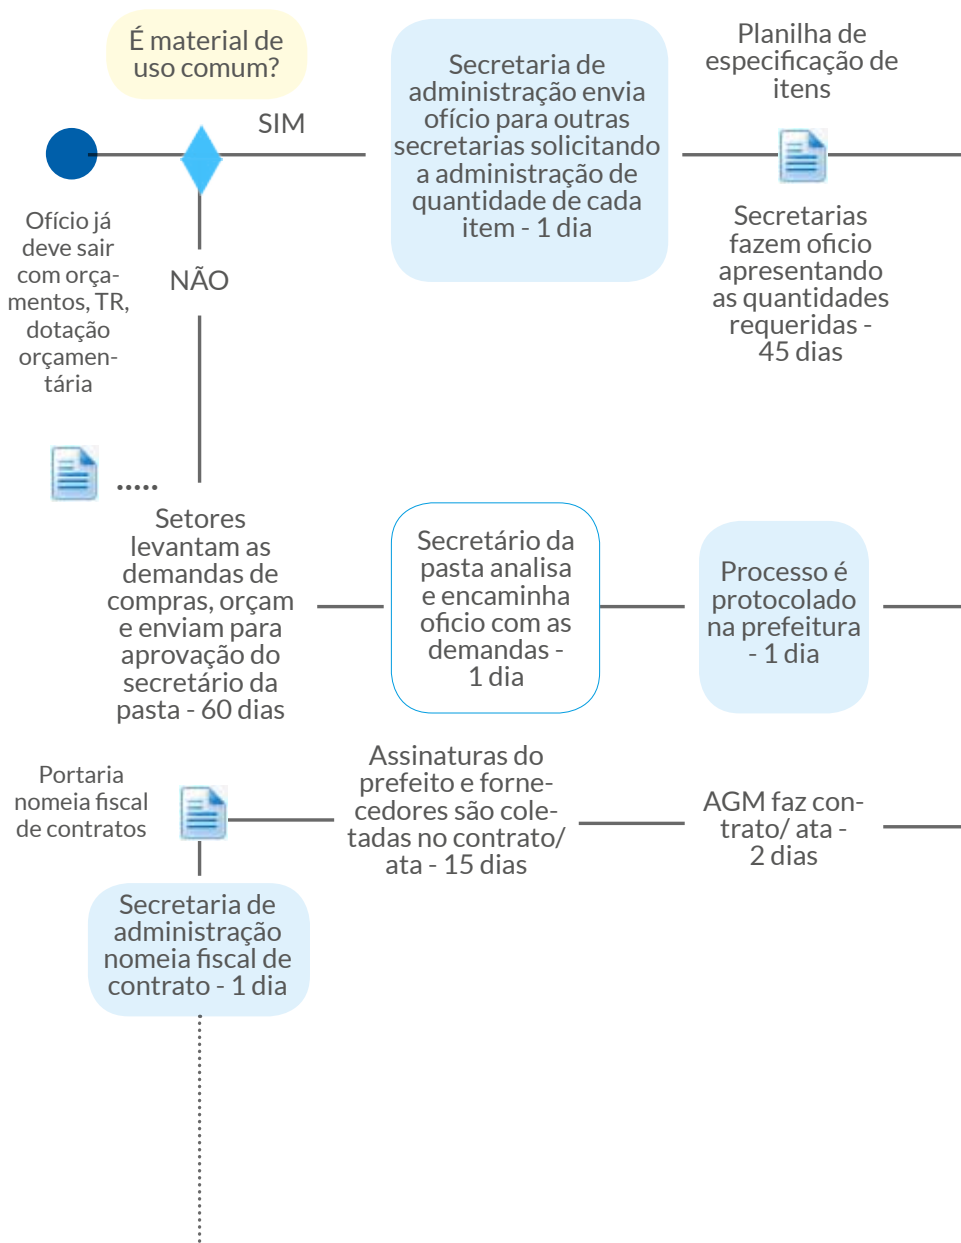 É material de
uso comum?
SIM
NÃO
Ofício já
deve sair
com orça-
mentos, TR,
dotação
orçamen-
tária
Secretaria de
administração envia
ofício para outras
secretarias solicitando
a administração de
quantidade de cada
item - 1 dia
Planilha de
especificação de
itens
Secretarias
fazem oficio
apresentando
as quantidades
requeridas -
45 dias
.....
Setores
levantam as
demandas de
compras, orçam
e enviam para
aprovação do
secretário da
pasta - 60 dias
Secretário da
pasta analisa
e encaminha
oficio com as
demandas -
1 dia
Processo é
protocolado
na prefeitura
- 1 dia
Portaria
nomeia fiscal
de contratos
Assinaturas do
prefeito e forne-
cedores são cole-
tadas no contrato/
ata - 15 dias
AGM faz con-
trato/ ata -
2 dias
Secretaria de
administração
nomeia fiscal de
contrato - 1 dia